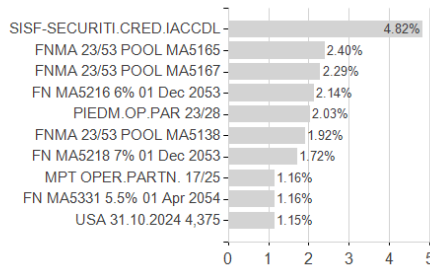 SISF-SECURITI.CRED.IACCDL 4.82%
FNMA 23/53 POOL MA5165 2.40%
FNMA 23/53 POOL MA5167 2.29%
FN MA5216 6% 01 Dec 2053 2.14%
PIEDM.OP.PAR 23/28 2.03%
FNMA 23/53 POOL MA5138 1.92%
FN MA5218 7% 01 Dec 2053 1.72%
MPT OPER.PARTN. 17/25 1.16%
FN MA5331 5.5% 01 Apr 2054 1.16%
USA 31.10.2024 4,375 1.15%
0 1 2 3 4 5